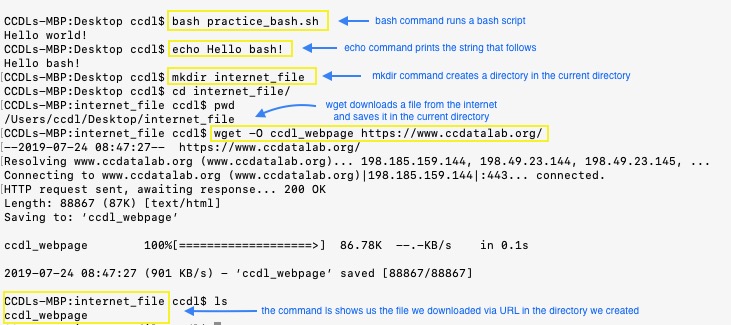 CCDLs-MBP:Desktop ccdl$ bash practice_bash.sh bash command runs a bash script
Hello world!
CCDLs-MBP:Desktop ccdl$ echo Hello bash! echo command prints the string that follows
Hello bash!
[CCDLs-MBP:Desktop ccdl$ mkdir internet_file mkdir command creates a directory in the current directory
[CCDLs-MBP:Desktop ccdl$ cd internet_file/
[CCDLs-MBP:internet_file ccdl$ pwd wget downloads a file from the internet
/Users/ccdl/Desktop/internet_file and saves it in the current directory
[CCDLs-MBP:internet_file ccdl$ wget -O ccdl_webpage https://www.ccdatalab.org/
--2019-07-24 08:47:27-- https://www.ccdatalab.org/
Resolving www.ccdatalab.org (www.ccdatalab.org)... 198.185.159.144, 198.49.23.144, 198.49.23.145, ...
Connecting to www.ccdatalab.org (www.ccdatalab.org)|198.185.159.144|:443... connected.
HTTP request sent, awaiting response... 200 OK
Length: 88867 (87K) [text/html]
Saving to: ‘ccdl_webpage’
ccdl_webpage 100%[===================>] 86.78K --.-KB/s in 0.1s
2019-07-24 08:47:27 (901 KB/s) - ‘ccdl_webpage’ saved [88867/88867]
CCDLs-MBP:internet_file ccdl$ ls
ccdl_webpage the command ls shows us the file we downloaded via URL in the directory we created